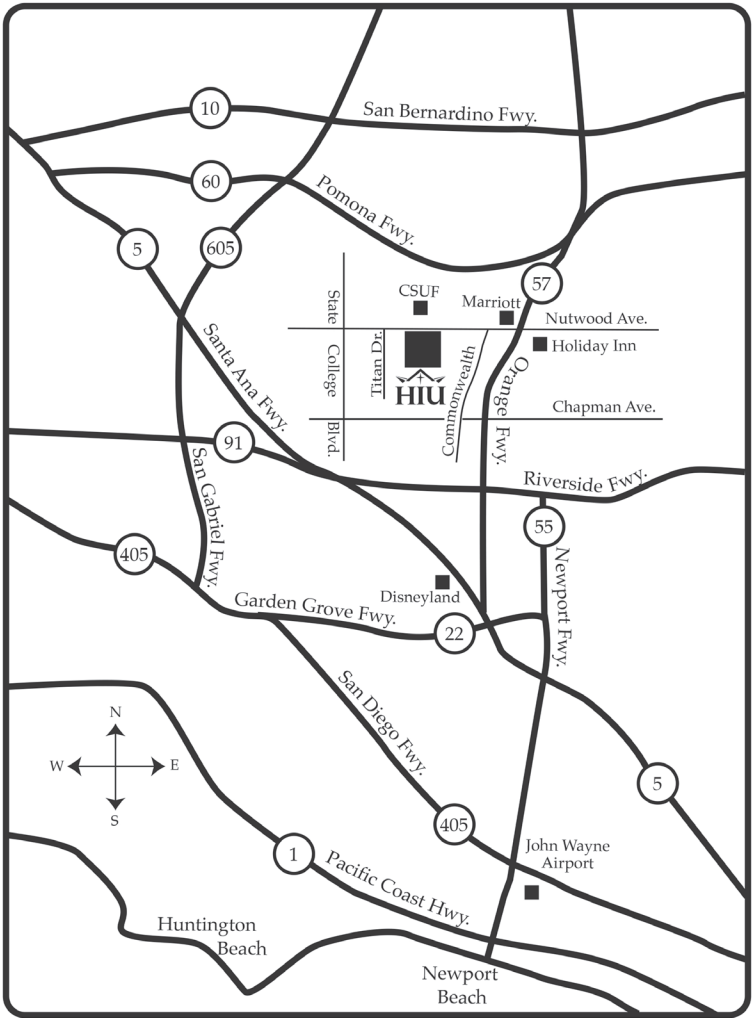 10
San Bernardino Fwy.
60
Pomona Fwy.
5
605
57
CSUF
Marriott
State
College
Blvd.
Nutwood Ave.
Titan Dr.
Holiday Inn
HIU
Commonwealth
Orange Fwy.
Santa Ana Fwy.
Chapman Ave.
91
San Gabriel Fwy.
Riverside Fwy.
55
405
Newport Fwy.
Disneyland
Garden Grove Fwy.
22
San Diego Fwy.
N
W
E
S
5
405
1
John Wayne
Airport
Pacific Coast Hwy.
Huntington
Beach
Newport
Beach